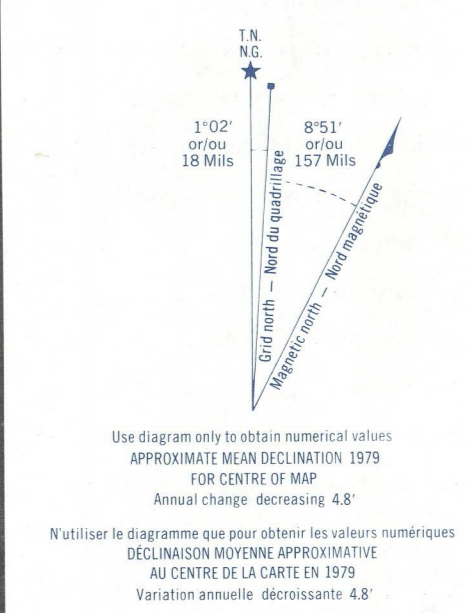 T.N.
N.G.
1°02′
or/ou
18 Mils
8°51′
or/ou
157 Mils
Grid north — Nord du quadrillage
Magnetic north — Nord magnétique
Use diagram only to obtain numerical values
APPROXIMATE MEAN DECLINATION 1979
FOR CENTRE OF MAP
Annual change decreasing 4.8′
N'utiliser le diagramme que pour obtenir les valeurs numériques
DÉCLINAISON MOYENNE APPROXIMATIVE
AU CENTRE DE LA CARTE EN 1979
Variation annuelle décroissante 4.8′